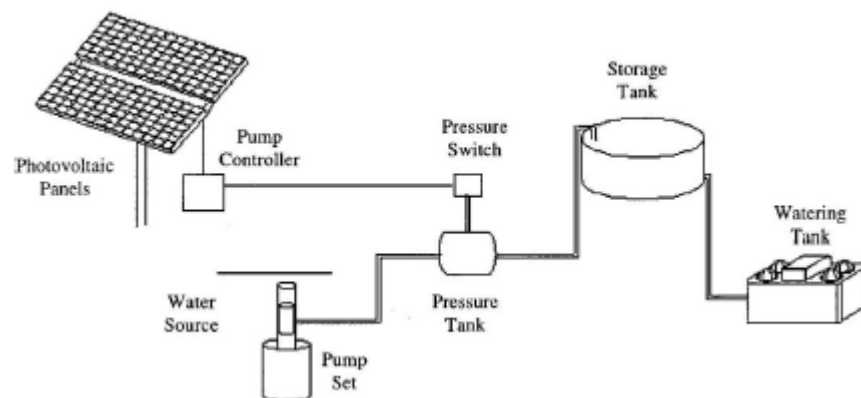 Storage
Tank
Pump
Controller
Pressure
Switch
Photovoltaic
Panels
Watering
Tank
Water
Source
Pressure
Tank
Pump
Set